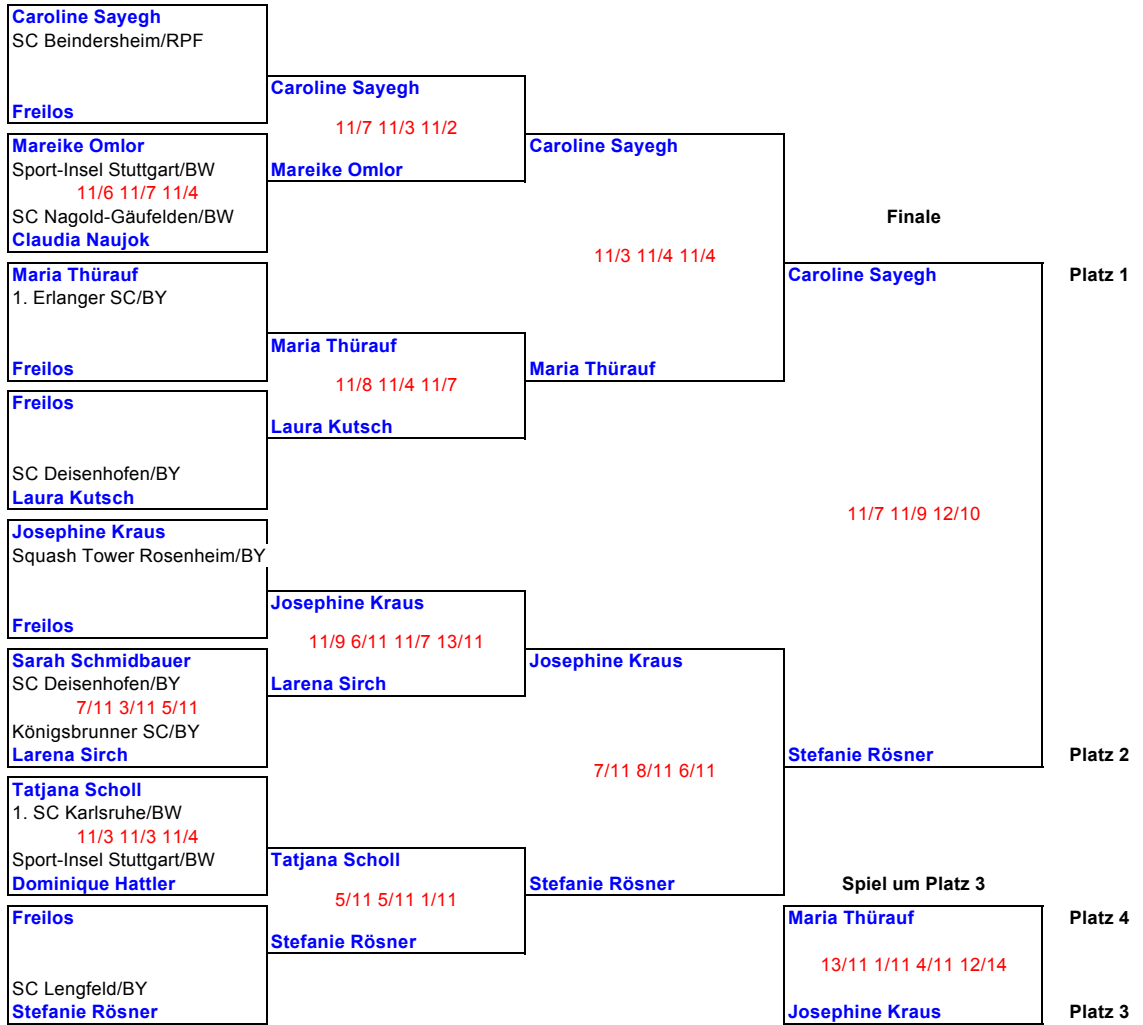 Caroline Sayegh
SC Beindersheim/RPF
Freilos
Mareike Omlor
Sport-Insel Stuttgart/BW
11/6 11/7 11/4
SC Nagold-Gäufelden/BW
Claudia Naujok
Maria Thürauf
1. Erlanger SC/BY
Freilos
Freilos
SC Deisenhofen/BY
Laura Kutsch
Josephine Kraus
Squash Tower Rosenheim/BY
Freilos
Sarah Schmidbauer
SC Deisenhofen/BY
7/11 3/11 5/11
Königsbrunner SC/BY
Larena Sirch
Tatjana Scholl
1. SC Karlsruhe/BW
11/3 11/3 11/4
Sport-Insel Stuttgart/BW
Dominique Hattler
Freilos
SC Lengfeld/BY
Stefanie Rösner
Caroline Sayegh
11/7 11/3 11/2
Mareike Omlor
Maria Thürauf
11/8 11/4 11/7
Laura Kutsch
Josephine Kraus
11/9 6/11 11/7 13/11
Larena Sirch
Tatjana Scholl
5/11 5/11 1/11
Stefanie Rösner
Caroline Sayegh
11/3 11/4 11/4
Maria Thürauf
Josephine Kraus
7/11 8/11 6/11
Stefanie Rösner
Finale
Caroline Sayegh Platz 1
11/7 11/9 12/10
Stefanie Rösner Platz 2
Spiel um Platz 3
Maria Thürauf Platz 4
13/11 1/11 4/11 12/14
Josephine Kraus Platz 3